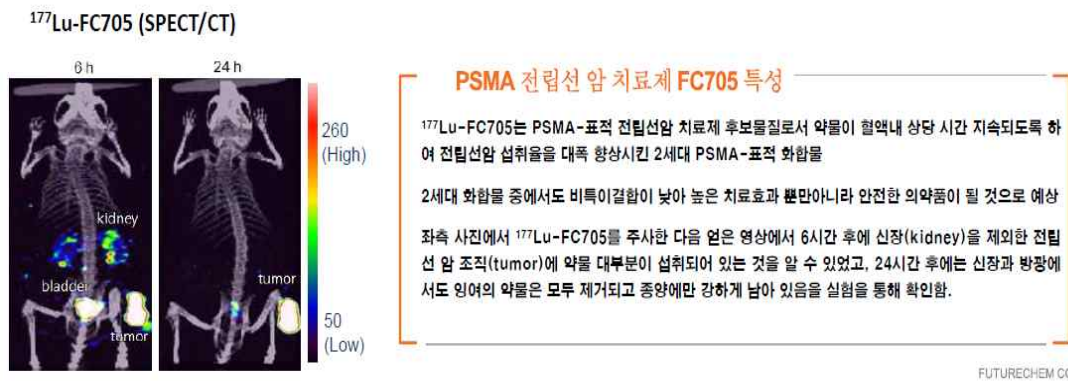 ¹⁷⁷Lu-FC705 (SPECT/CT)
6 h
24 h
kidney
bladder
tumor
tumor
260
(High)
50
(Low)
PSMA 전립선 암 치료제 FC705 특성
¹⁷⁷Lu-FC705는 PSMA-표적 전립선암 치료제 후보물질로서 약물이 혈액내 상당 시간 지속되도록 하
여 전립선암 섭취율을 대폭 향상시킨 2세대 PSMA-표적 화합물
2세대 화합물 중에서도 비특이결합이 낮아 높은 치료효과 뿐만아니라 안전한 의약품이 될 것으로 예상
좌측 사진에서 ¹⁷⁷Lu-FC705를 주사한 다음 얻은 영상에서 6시간 후에 신장(kidney)을 제외한 전립
선 암 조직(tumor)에 약물 대부분이 섭취되어 있는 것을 알 수 있었고, 24시간 후에는 신장과 방광에
서도 잉여의 약물은 모두 제거되고 종양에만 강하게 남아 있음을 실험을 통해 확인함.
FUTURECHEM CO